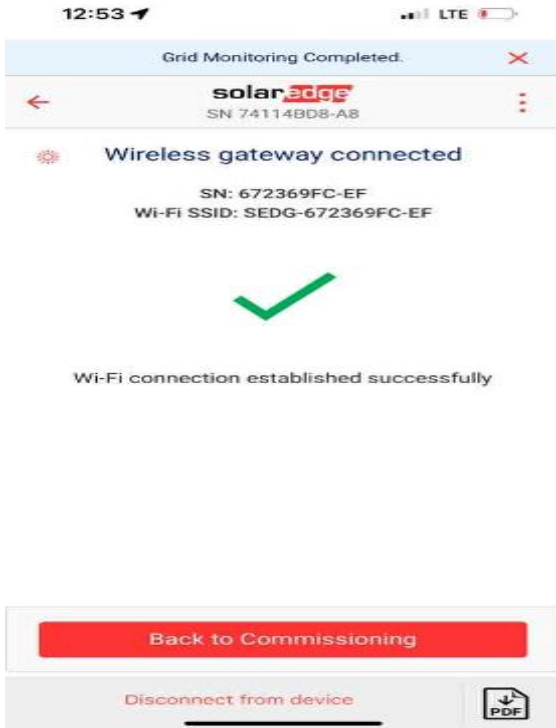 12:53
LTE
Grid Monitoring Completed.
solaredge
SN 74114BD8-A8
Wireless gateway connected
SN: 672369FC-EF
Wi-Fi SSID: SEDG-672369FC-EF
Wi-Fi connection established successfully
Back to Commissioning
Disconnect from device
PDF